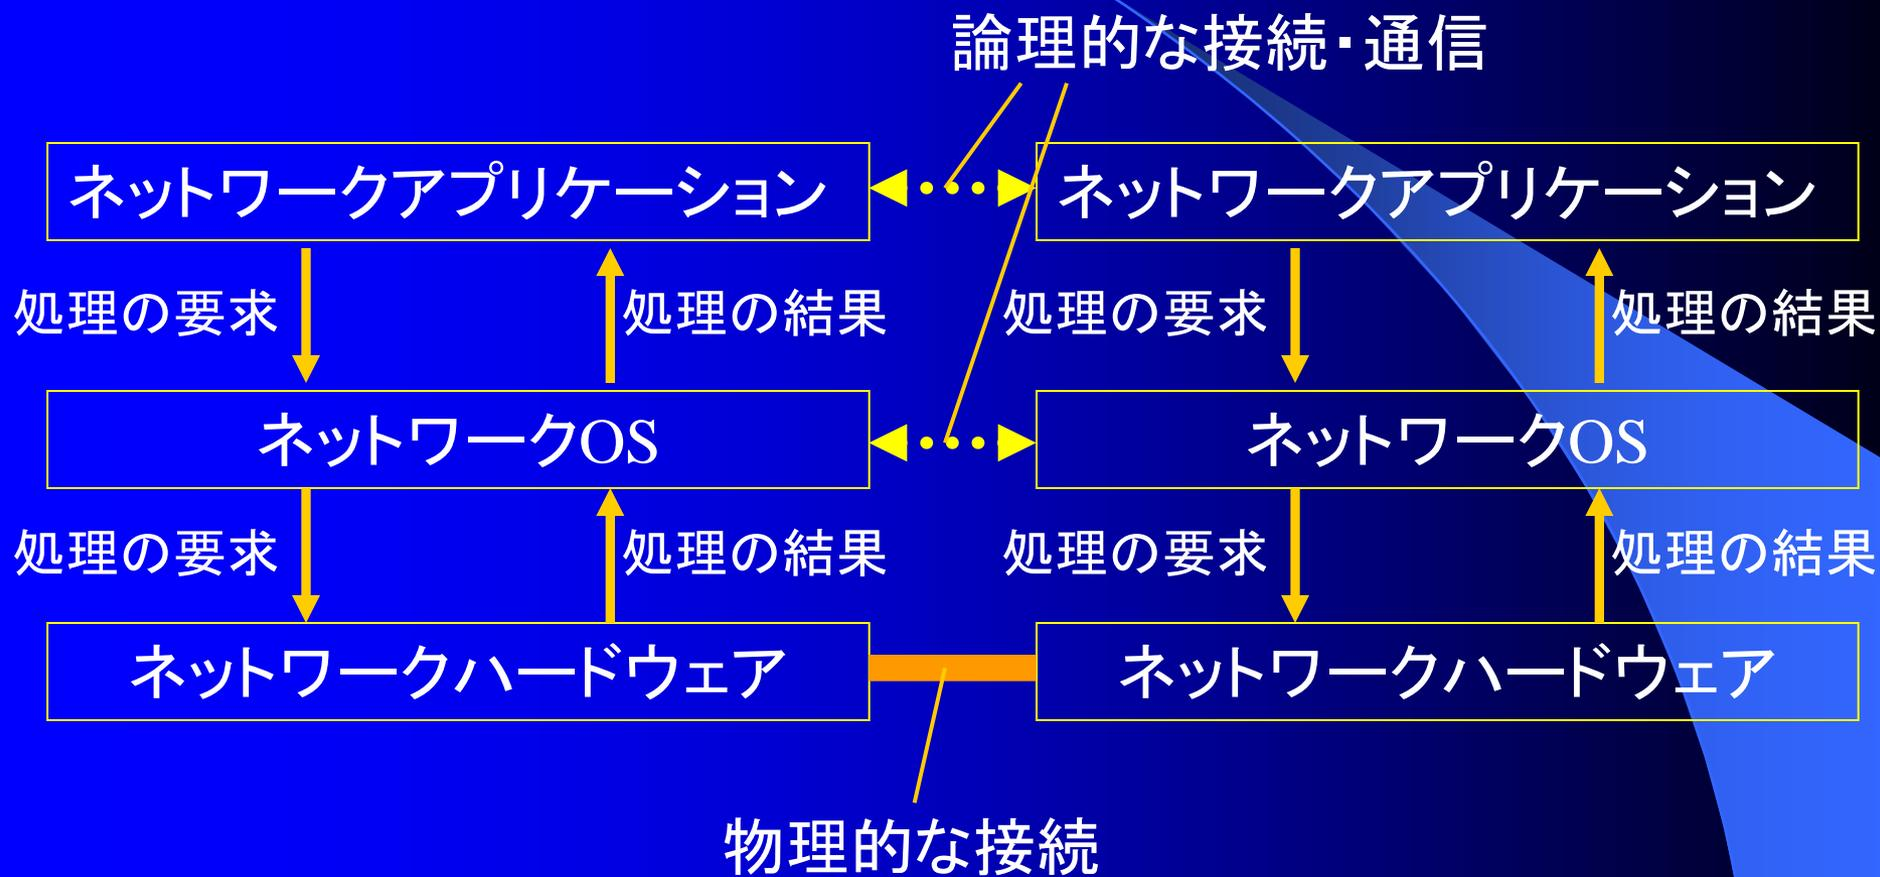 論理的な接続・通信
ネットワークアプリケーション
ネットワークアプリケーション
処理の要求
処理の結果
処理の要求
処理の結果
ネットワークOS
ネットワークOS
処理の要求
処理の結果
処理の要求
処理の結果
ネットワークハードウェア
ネットワークハードウェア
物理的な接続